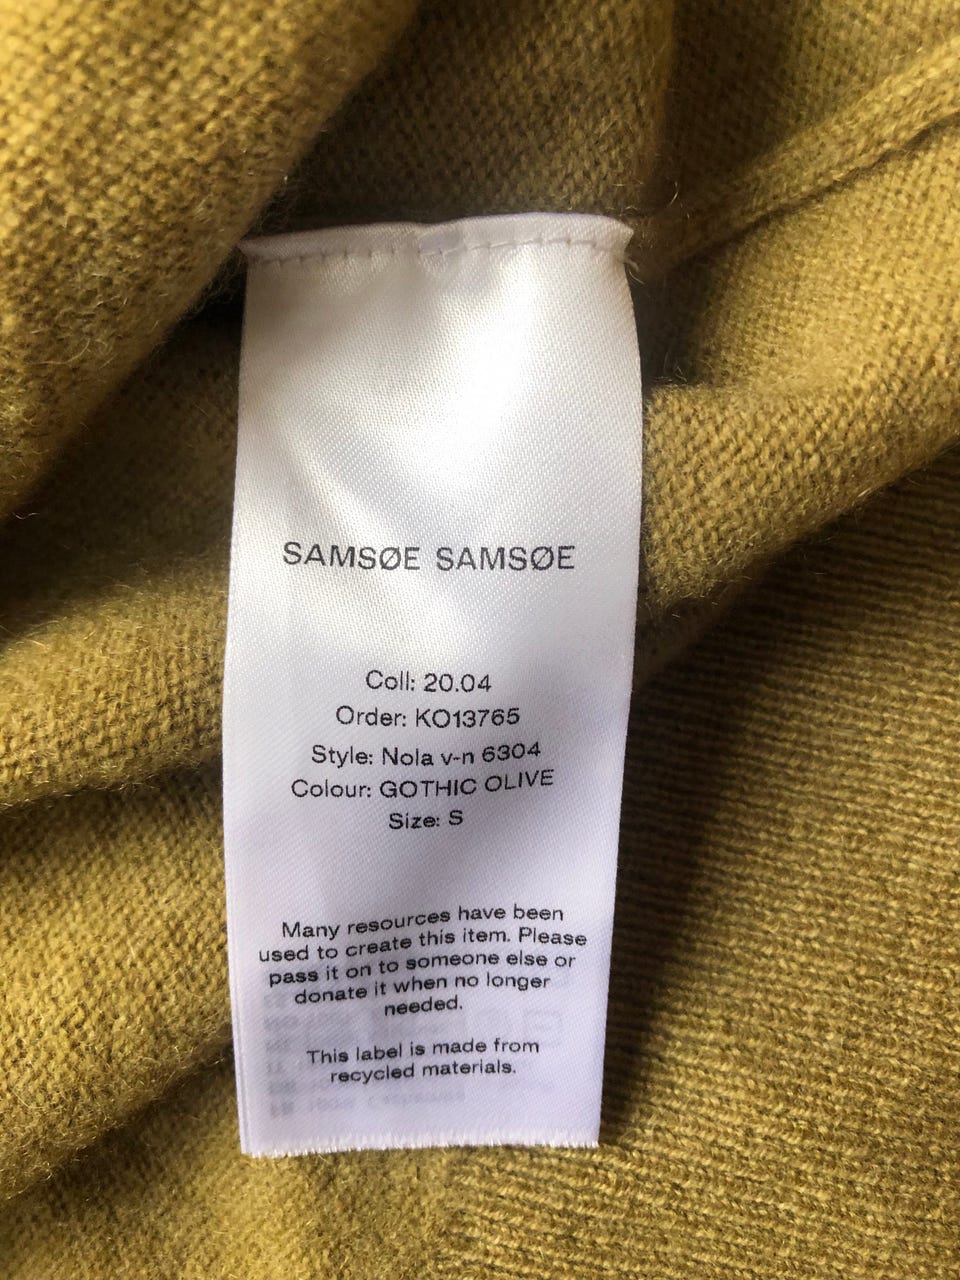 SAMSØE SAMSØE
Coll: 20.04
Order: KO13765
Style: Nola v-n 6304
Colour: GOTHIC OLIVE
Size: S
Many resources have been
used to create this item. Please
pass it on to someone else or
donate it when no longer
needed.
This label is made from
recycled materials.